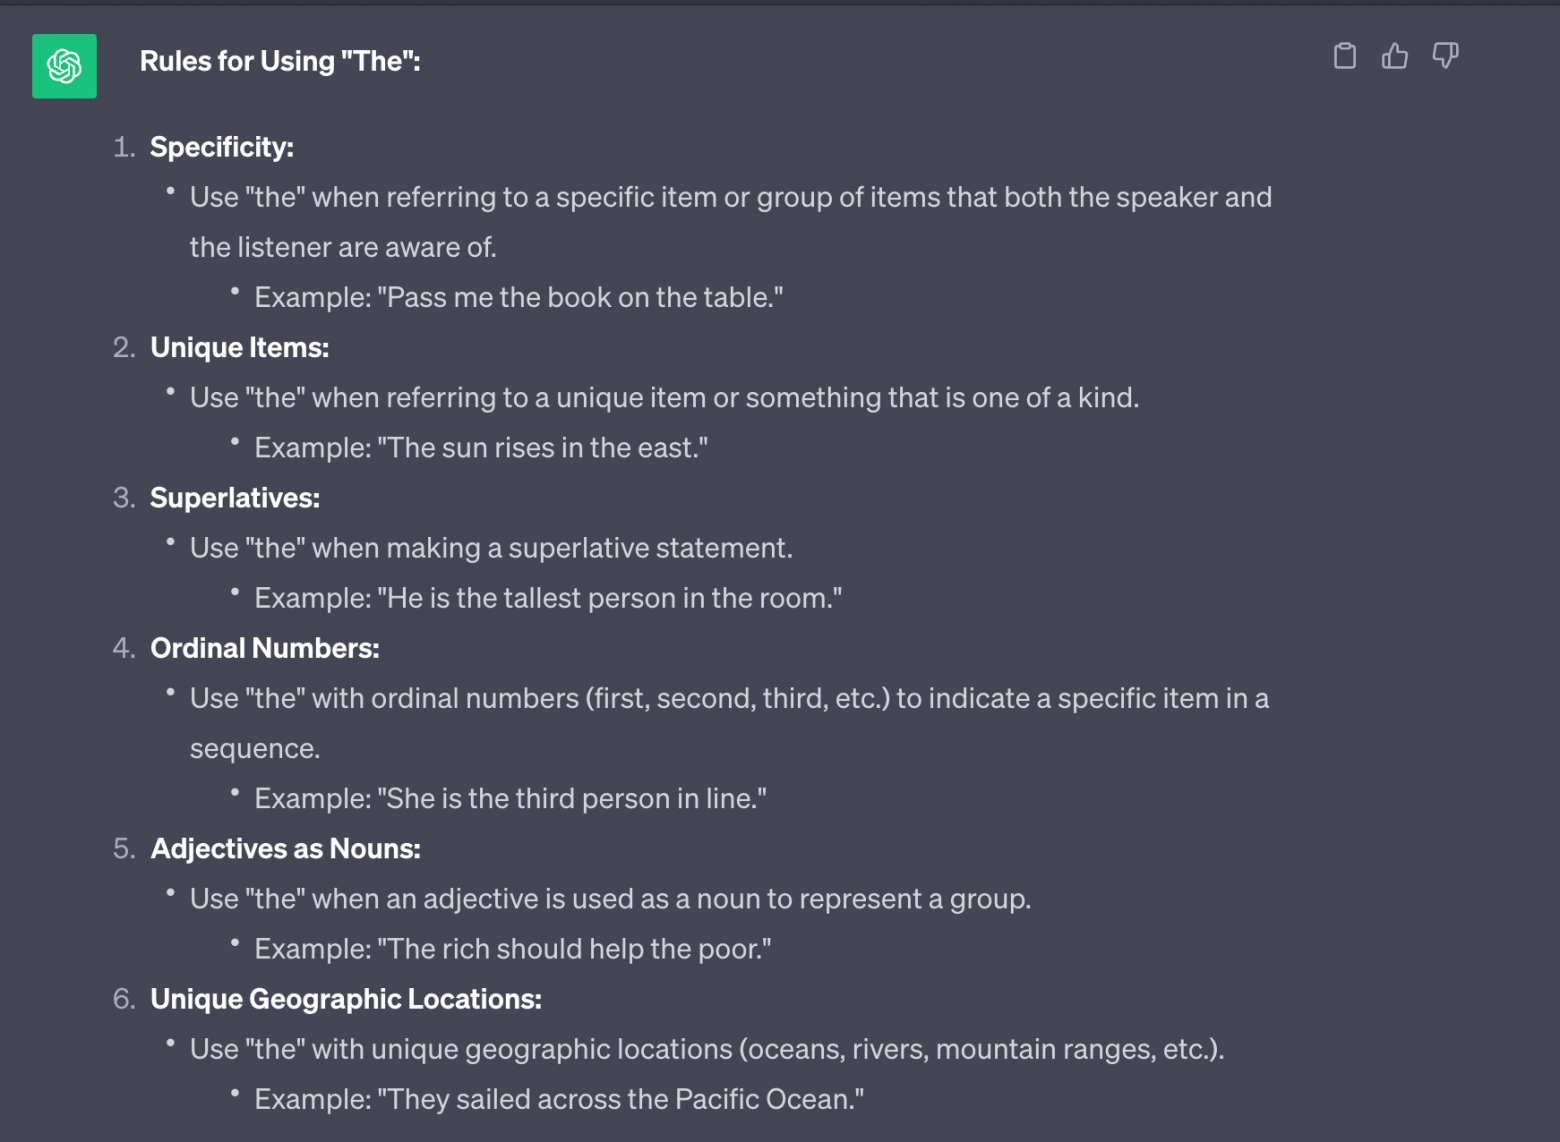 Rules for Using "The":
1. Specificity:
• Use "the" when referring to a specific item or group of items that both the speaker and
the listener are aware of.
• Example: "Pass me the book on the table."
2. Unique Items:
• Use "the" when referring to a unique item or something that is one of a kind.
• Example: "The sun rises in the east."
3. Superlatives:
• Use "the" when making a superlative statement.
• Example: "He is the tallest person in the room."
4. Ordinal Numbers:
• Use "the" with ordinal numbers (first, second, third, etc.) to indicate a specific item in a
sequence.
• Example: "She is the third person in line."
5. Adjectives as Nouns:
• Use "the" when an adjective is used as a noun to represent a group.
• Example: "The rich should help the poor."
6. Unique Geographic Locations:
• Use "the" with unique geographic locations (oceans, rivers, mountain ranges, etc.).
• Example: "They sailed across the Pacific Ocean."